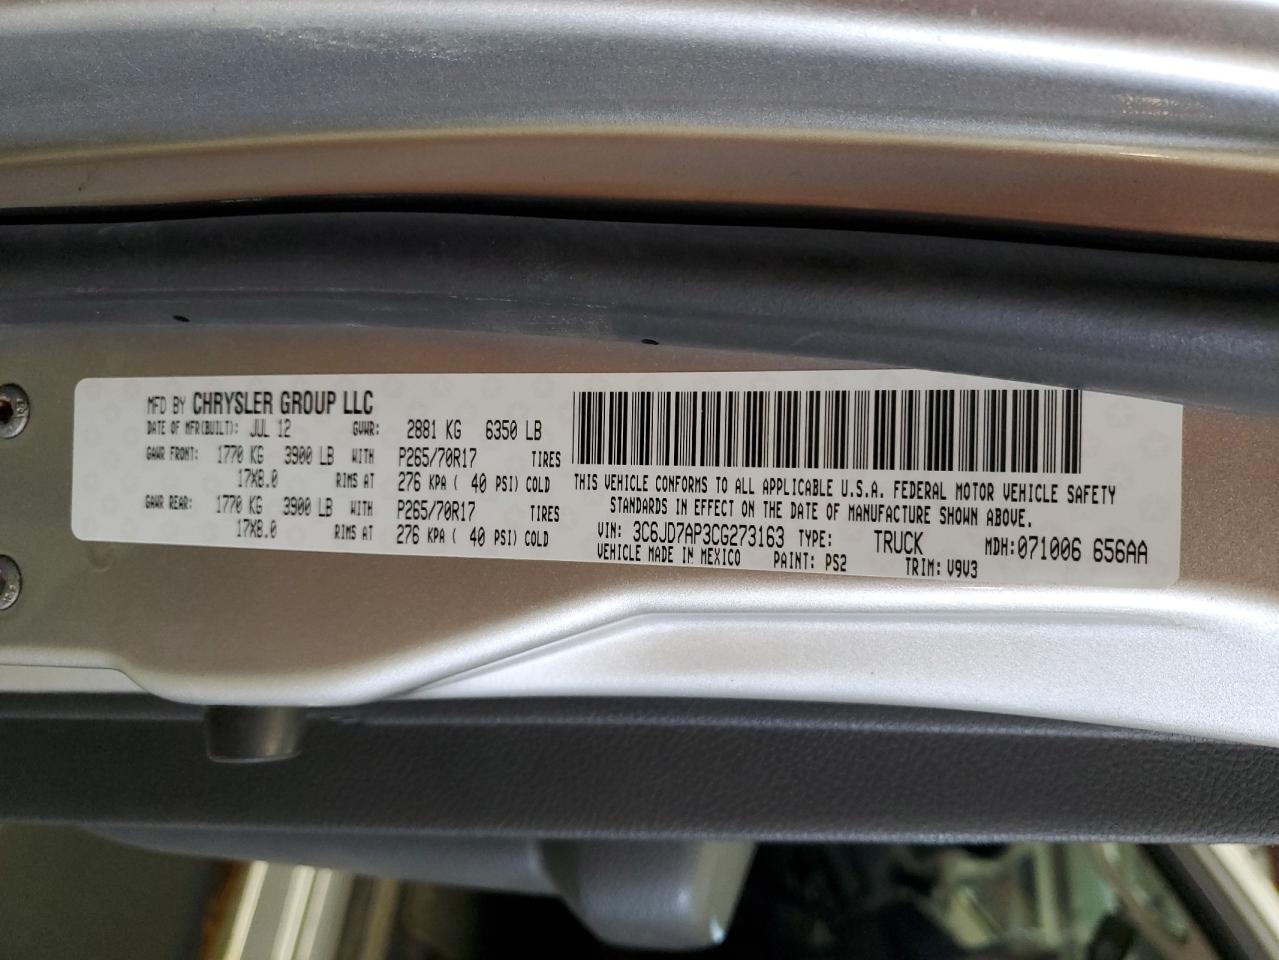 MFD BY CHRYSLER GROUP LLC
DATE OF MFR(BUILT): JUL 12 GVWR: 2881 KG 6350 LB
GAWR FRONT: 1770 KG 3900 LB WITH P265/70R17 TIRES
17X8.0 RIMS AT 276 KPA ( 40 PSI) COLD
GAWR REAR: 1770 KG 3900 LB WITH P265/70R17 TIRES
17X8.0 RIMS AT 276 KPA ( 40 PSI) COLD
THIS VEHICLE CONFORMS TO ALL APPLICABLE U.S.A. FEDERAL MOTOR VEHICLE SAFETY
STANDARDS IN EFFECT ON THE DATE OF MANUFACTURE SHOWN ABOVE.
VIN: 3C6JD7AP3CG273163 TYPE: TRUCK MDH:071006 656AA
VEHICLE MADE IN MEXICO PAINT: PS2 TRIM: V9V3